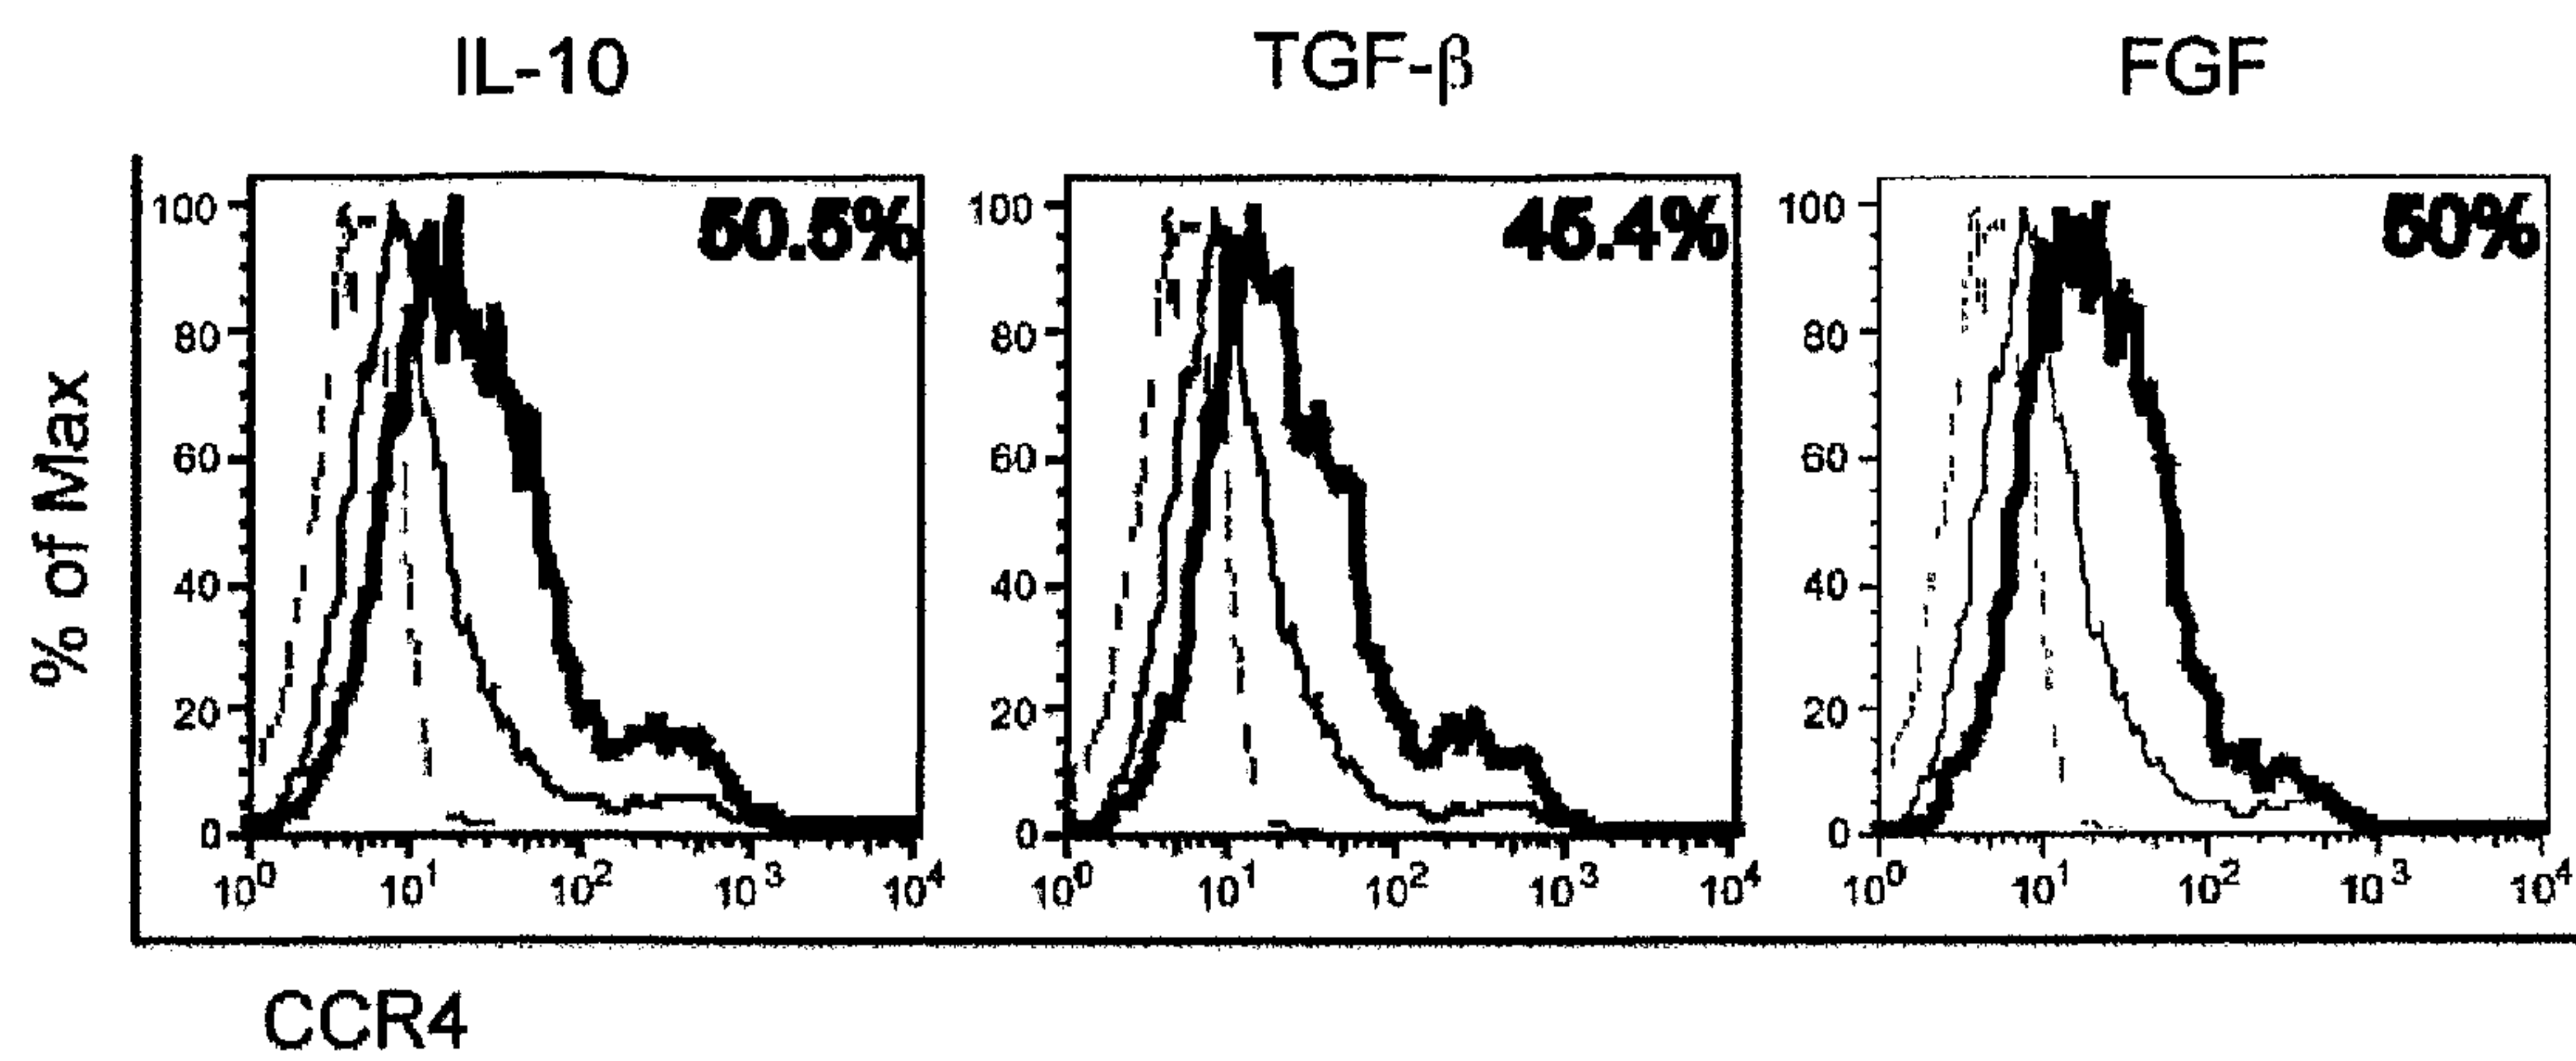 IL-10 TGF-β FGF
50.5% 45.4% 50%
100 100 100
80 80 80
% of Max
60 60 60
40 40 40
20 20 20
0 0 0
10⁰ 10¹ 10² 10³ 10⁴ 10⁰ 10¹ 10² 10³ 10⁴ 10⁰ 10¹ 10² 10³ 10⁴
CCR4